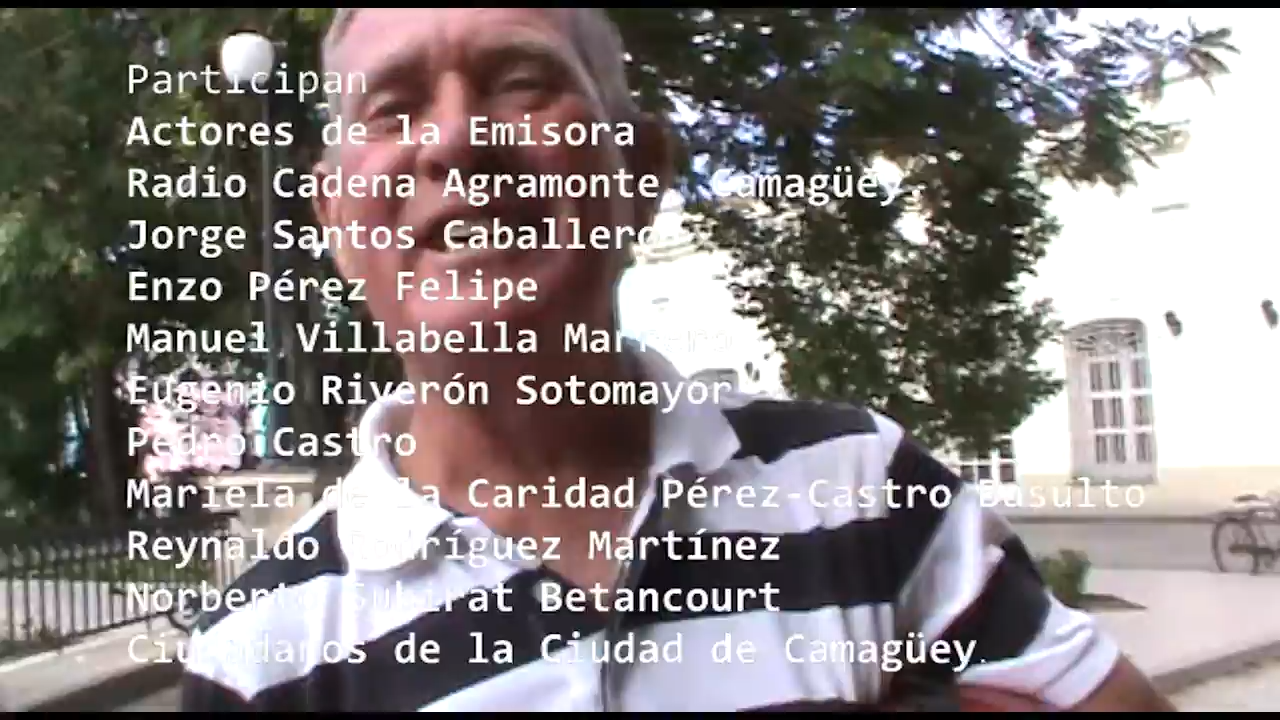 Participan
Actores de la Emisora
Radio Cadena Agramonte, Camagüey.
Jorge Santos Caballero
Enzo Pérez Felipe
Manuel Villabella Marrero
Eugenio Riverón Sotomayor
Pedro Castro
Mariela de la Caridad Pérez-Castro Basulto
Reynaldo Rodríguez Martínez
Norberto Subirat Betancourt
Ciudadanos de la Ciudad de Camagüey.